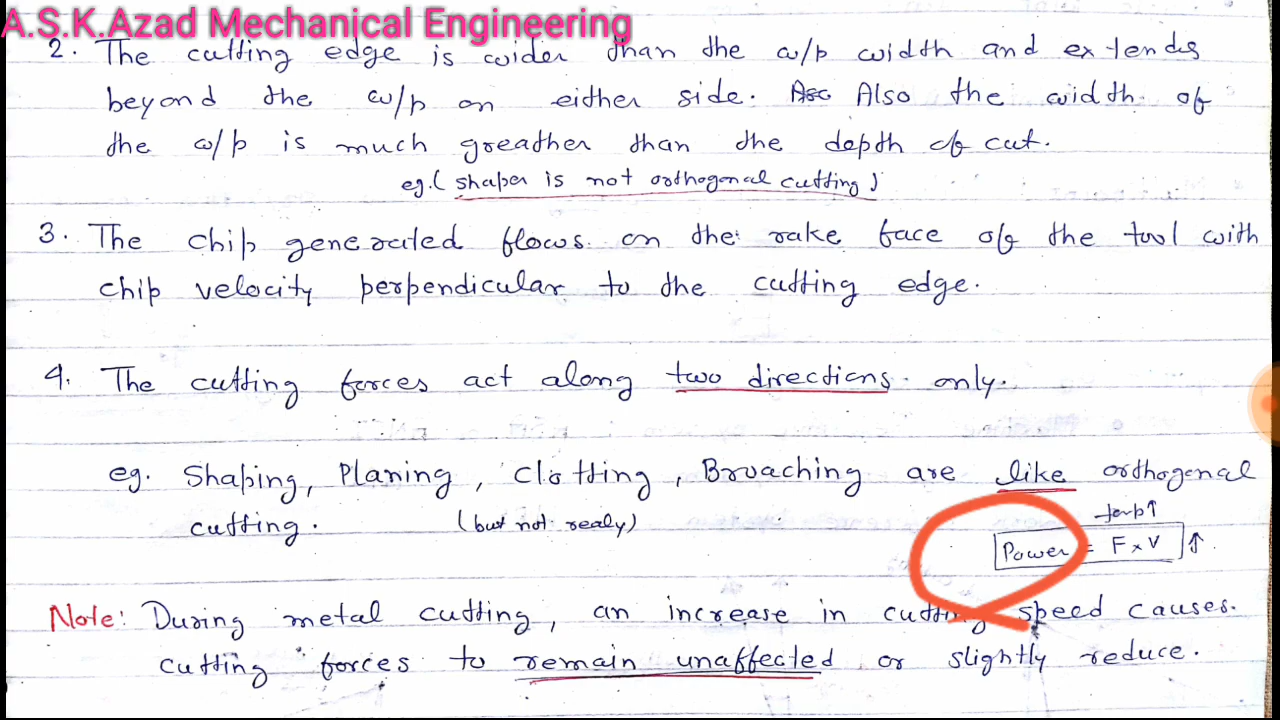 A.S.K.Azad Mechanical Engineering
2. The cutting edge is wider than the w/p width and extends
beyond the w/p on either side. Also the width of
the w/p is much greather than the depth of cut.
eg. (shaper is not orthogonal cutting)
3. The chip generated flows on the rake face of the tool with
chip velocity perpendicular to the cutting edge.
4. The cutting forces act along two directions only.
eg. Shaping, Planing, Clotting, Broaching are like orthogonal
cutting. (but not realy)
temp↑
Power = F x V ↑
Note: During metal cutting, an increase in cutting speed causes.
cutting forces to remain unaffected or slightly reduce.